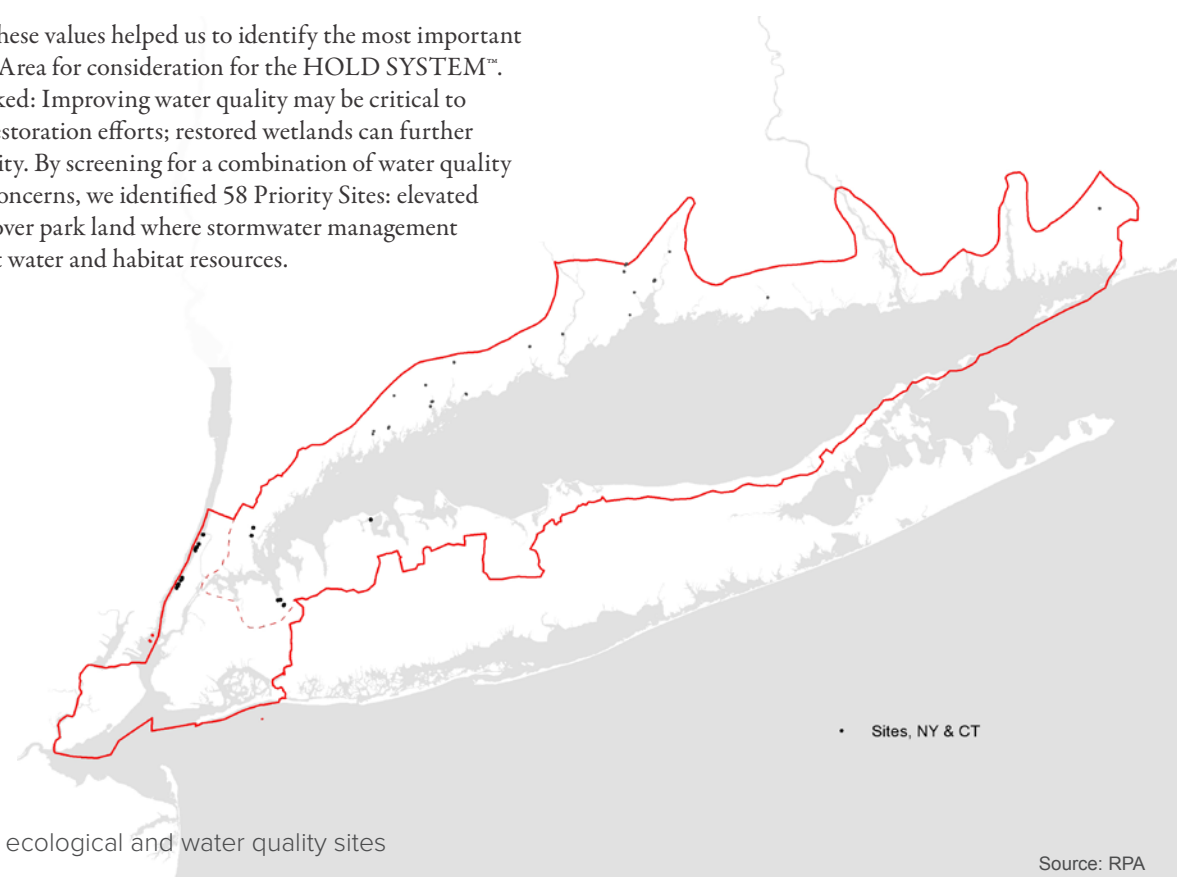 hese values helped us to identify the most important
Area for consideration for the HOLD SYSTEM™.
ked: Improving water quality may be critical to
estoration efforts; restored wetlands can further
ity. By screening for a combination of water quality
oncerns, we identified 58 Priority Sites: elevated
over park land where stormwater management
t water and habitat resources.
Sites, NY & CT
ecological and water quality sites
Source: RPA